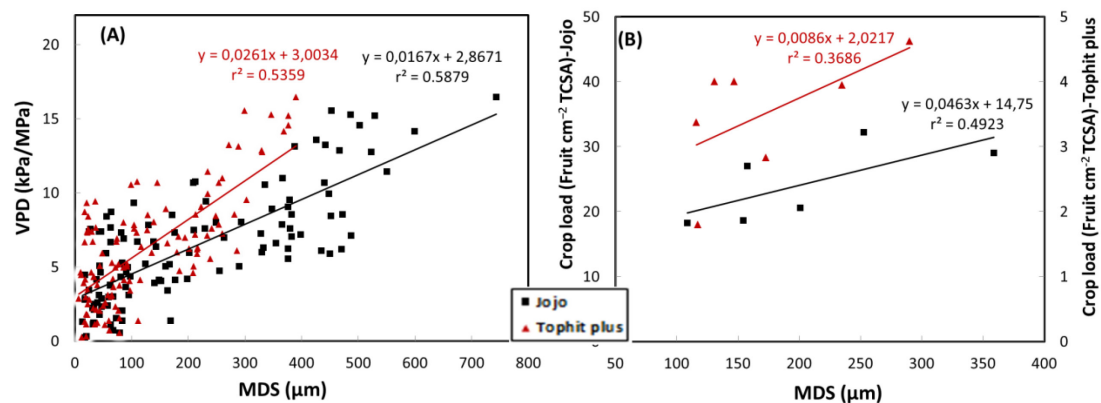 (A)
y = 0,0261x + 3,0034
r² = 0.5359
y = 0,0167x + 2,8671
r² = 0.5879
VPD (kPa/MPa)
20
15
10
5
0
0 100 200 300 400 500 600 700 800
MDS (µm)
Jojo
Tophit plus
(B)
y = 0,0086x + 2,0217
r² = 0.3686
y = 0,0463x + 14,75
r² = 0.4923
Crop load (Fruit cm⁻² TCSA)-Jojo
50
40
30
20
10
Crop load (Fruit cm⁻² TCSA)-Tophit plus
5
4
3
2
1
0
50 100 150 200 250 300 350 400
MDS (µm)